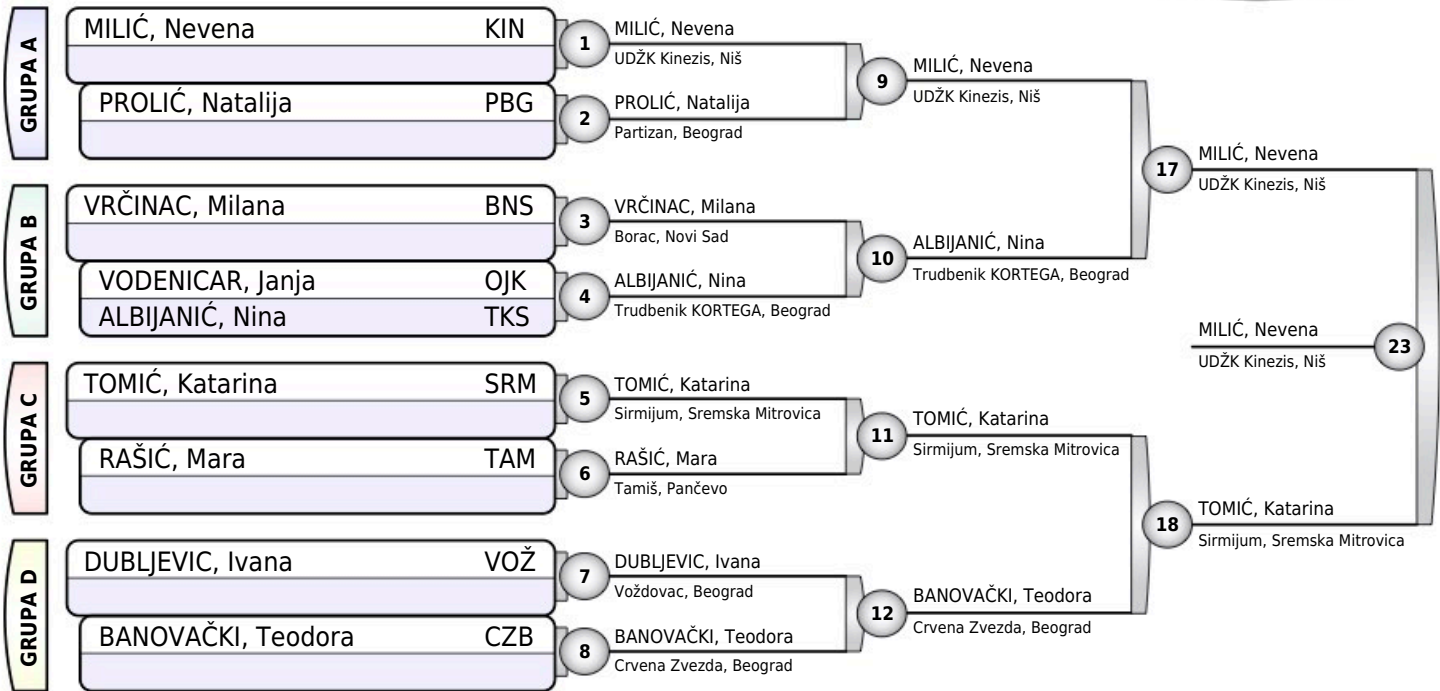 GRUPA A
MILIĆ, Nevena KIN
PROLIĆ, Natalija PBG
GRUPA B
VRČINAC, Milana BNS
VODENICAR, Janja OJK
ALBIJANIĆ, Nina TKS
GRUPA C
TOMIĆ, Katarina SRM
RAŠIĆ, Mara TAM
GRUPA D
DUBLJEVIC, Ivana VOŽ
BANOVAČKI, Teodora CZB
1
MILIĆ, Nevena
UDŽK Kinezis, Niš
2
PROLIĆ, Natalija
Partizan, Beograd
3
VRČINAC, Milana
Borac, Novi Sad
4
ALBIJANIĆ, Nina
Trudbenik KORTEGA, Beograd
5
TOMIĆ, Katarina
Sirmijum, Sremska Mitrovica
6
RAŠIĆ, Mara
Tamiš, Pančevo
7
DUBLJEVIC, Ivana
Voždovac, Beograd
8
BANOVAČKI, Teodora
Crvena Zvezda, Beograd
9
MILIĆ, Nevena
UDŽK Kinezis, Niš
10
ALBIJANIĆ, Nina
Trudbenik KORTEGA, Beograd
11
TOMIĆ, Katarina
Sirmijum, Sremska Mitrovica
12
BANOVAČKI, Teodora
Crvena Zvezda, Beograd
17
MILIĆ, Nevena
UDŽK Kinezis, Niš
18
TOMIĆ, Katarina
Sirmijum, Sremska Mitrovica
MILIĆ, Nevena
UDŽK Kinezis, Niš
23